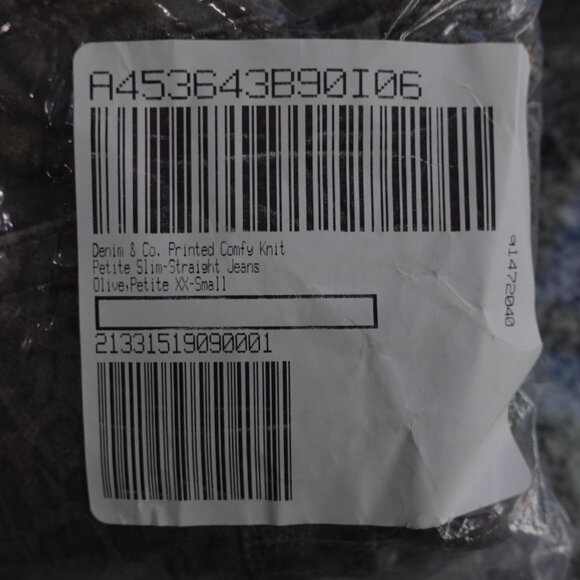 A453643B90I06
Denim & Co. Printed Comfy Knit
Petite Slim-Straight Jeans
Olive,Petite XX-Small
21331519090001
91472040